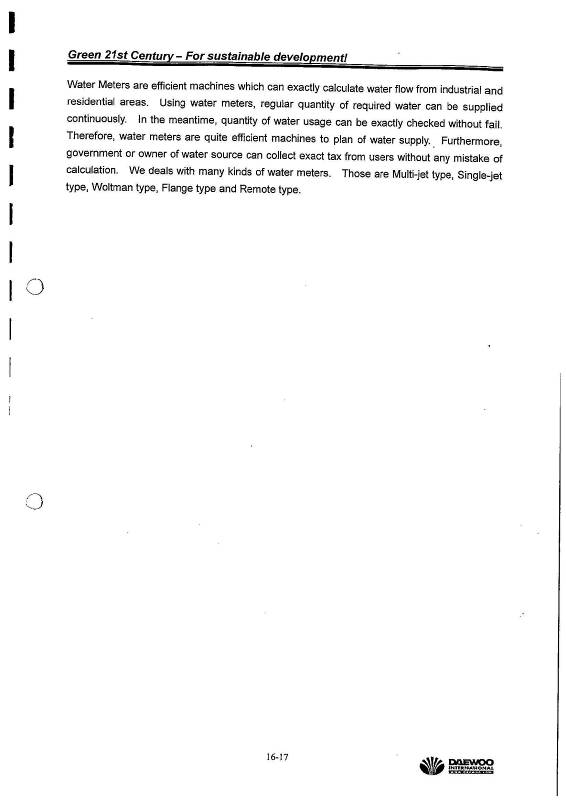 Green 21st Century – For sustainable development!
Water Meters are efficient machines which can exactly calculate water flow from industrial and
residential areas. Using water meters, regular quantity of required water can be supplied
continuously. In the meantime, quantity of water usage can be exactly checked without fail.
Therefore, water meters are quite efficient machines to plan of water supply. Furthermore,
government or owner of water source can collect exact tax from users without any mistake of
calculation. We deals with many kinds of water meters. Those are Multi-jet type, Single-jet
type, Woltman type, Flange type and Remote type.
16-17
DAEWOO
INTERNATIONAL